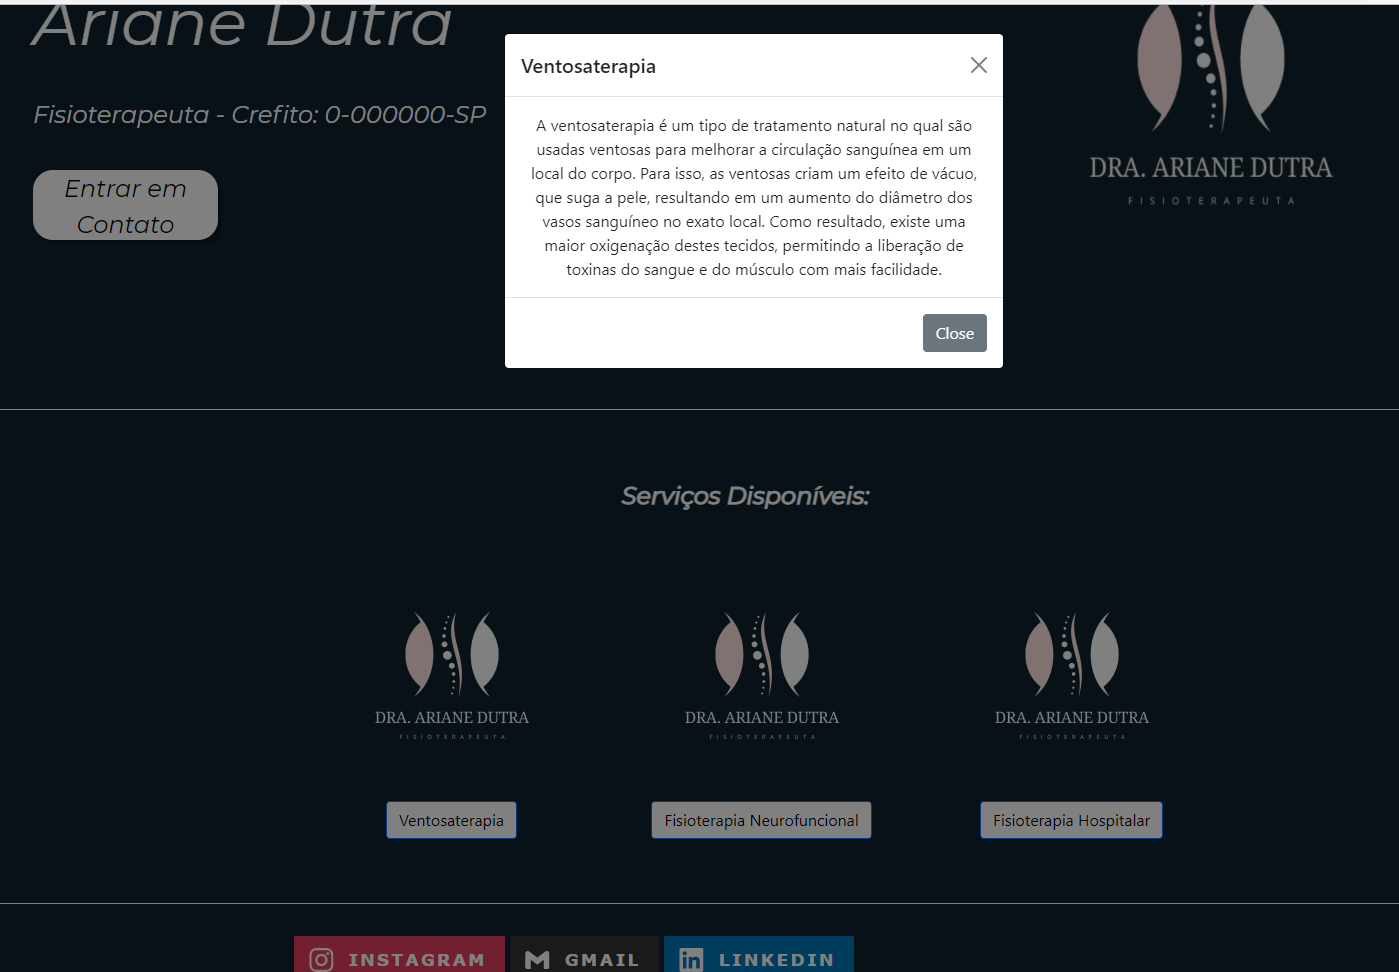 Ariane Dutra
Fisioterapeuta - Crefito: 0-000000-SP
Entrar em
Contato
DRA. ARIANE DUTRA
FISIOTERAPEUTA
Ventosaterapia
A ventosaterapia é um tipo de tratamento natural no qual são
usadas ventosas para melhorar a circulação sanguínea em um
local do corpo. Para isso, as ventosas criam um efeito de vácuo,
que suga a pele, resultando em um aumento do diâmetro dos
vasos sanguíneo no exato local. Como resultado, existe uma
maior oxigenação destes tecidos, permitindo a liberação de
toxinas do sangue e do músculo com mais facilidade.
Close
Serviços Disponíveis:
DRA. ARIANE DUTRA
FISIOTERAPEUTA
DRA. ARIANE DUTRA
FISIOTERAPEUTA
DRA. ARIANE DUTRA
FISIOTERAPEUTA
Ventosaterapia
Fisioterapia Neurofuncional
Fisioterapia Hospitalar
INSTAGRAM
GMAIL
LINKEDIN